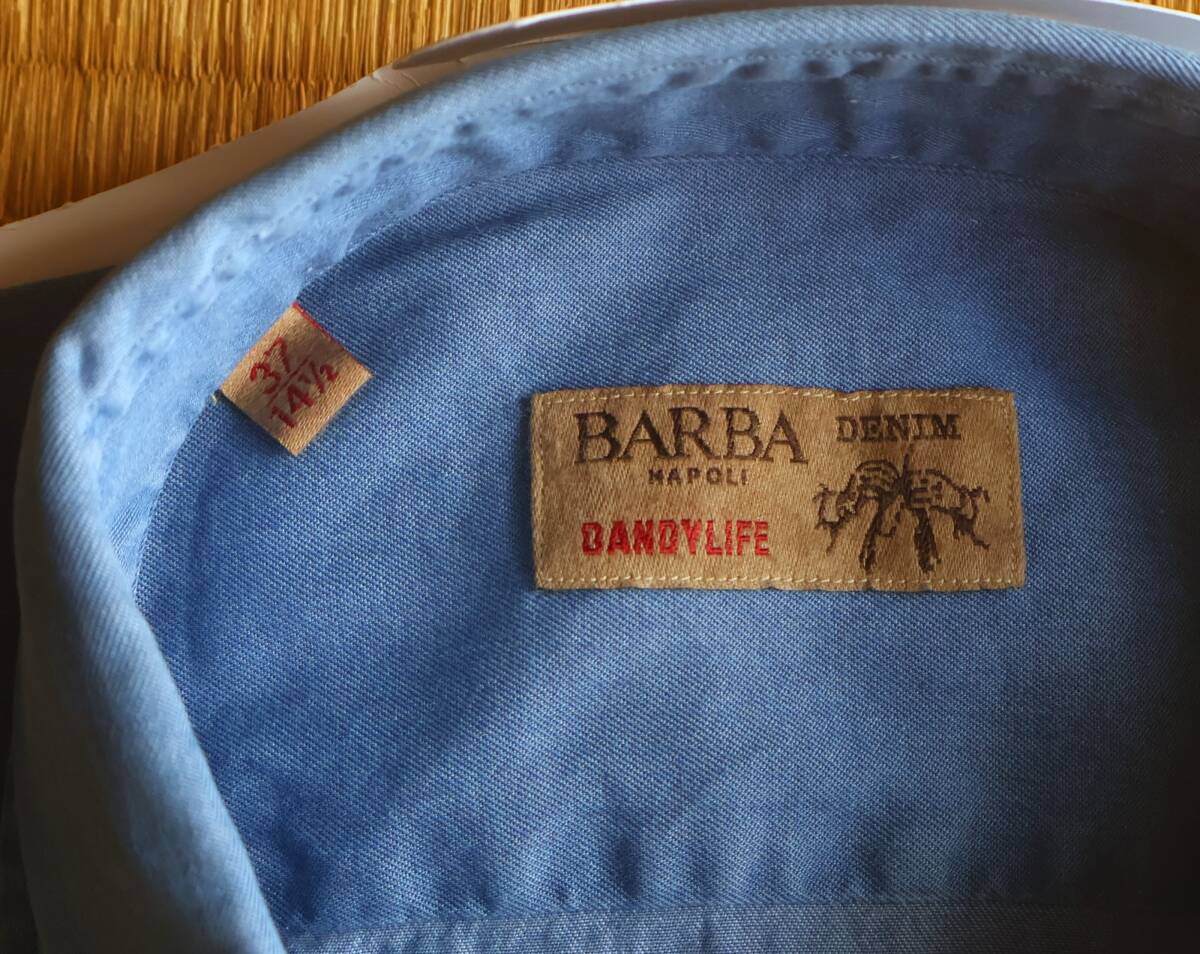 37
14½
BARBA DENIM
NAPOLI
DANDYLIFE